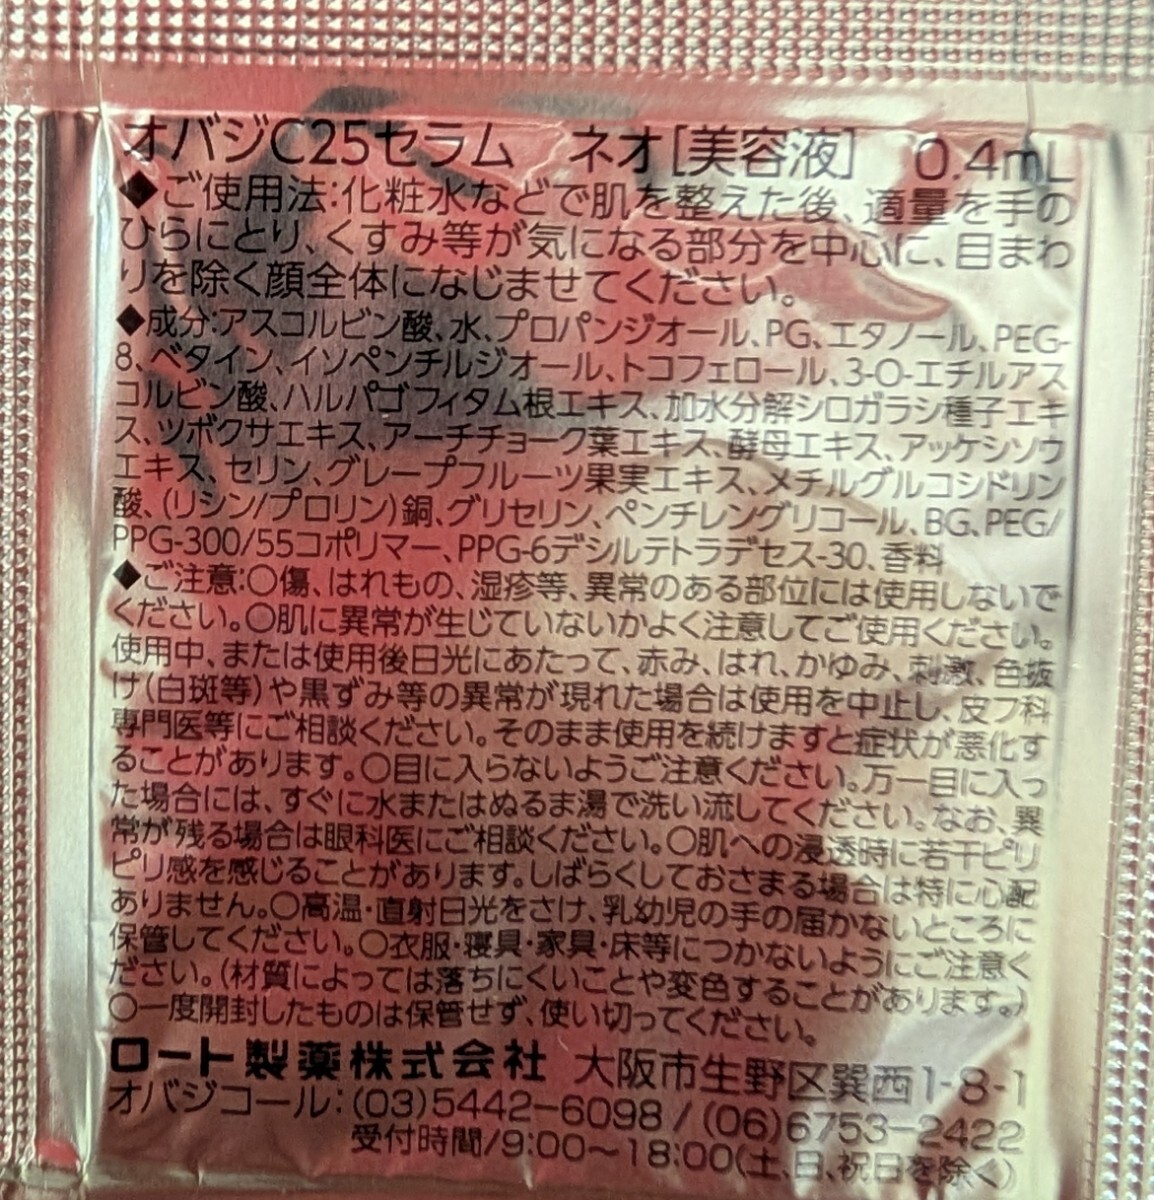 オバジC25セラム　ネオ[美容液]　0.4mL
◆ご使用法:化粧水などで肌を整えた後、適量を手の
ひらにとり、くすみ等が気になる部分を中心に、目まわ
りを除く顔全体になじませてください。
◆成分:アスコルビン酸、水、プロパンジオール、PG、エタノール、PEG-
8、ベタイン、イソペンチルジオール、トコフェロール、3-O-エチルアス
コルビン酸、ハルパゴフィタム根エキス、加水分解シロガラシ種子エキ
ス、ツボクサエキス、アーチチョーク葉エキス、酵母エキス、アッケシソウ
エキス、セリン、グレープフルーツ果実エキス、メチルグルコシドリン
酸、(リシン/プロリン)銅、グリセリン、ペンチレングリコール、BG、PEG/
PPG-300/55コポリマー、PPG-6デシルテトラデセス-30、香料
◆ご注意:○傷、はれもの、湿疹等、異常のある部位には使用しないで
ください。○肌に異常が生じていないかよく注意してご使用ください。
使用中、または使用後日光にあたって、赤み、はれ、かゆみ、刺激、色抜
け(白斑等)や黒ずみ等の異常が現れた場合は使用を中止し、皮フ科
専門医等にご相談ください。そのまま使用を続けますと症状が悪化す
ることがあります。○目に入らないようご注意ください。万一目に入っ
た場合には、すぐに水またはぬるま湯で洗い流してください。なお、異
常が残る場合は眼科医にご相談ください。○肌への浸透時に若干ピリ
ピリ感を感じることがあります。しばらくしておさまる場合は特に心配
ありません。○高温・直射日光をさけ、乳幼児の手の届かないところに
保管してください。○衣服・寝具・家具・床等につかないようにご注意く
ださい。(材質によっては落ちにくいことや変色することがあります。)
○一度開封したものは保管せず、使い切ってください。
ロート製薬株式会社　大阪市生野区巽西1-8-1
オバジコール:(03)5442-6098/(06)6753-2422
受付時間/9:00〜18:00(土、日、祝日を除く)